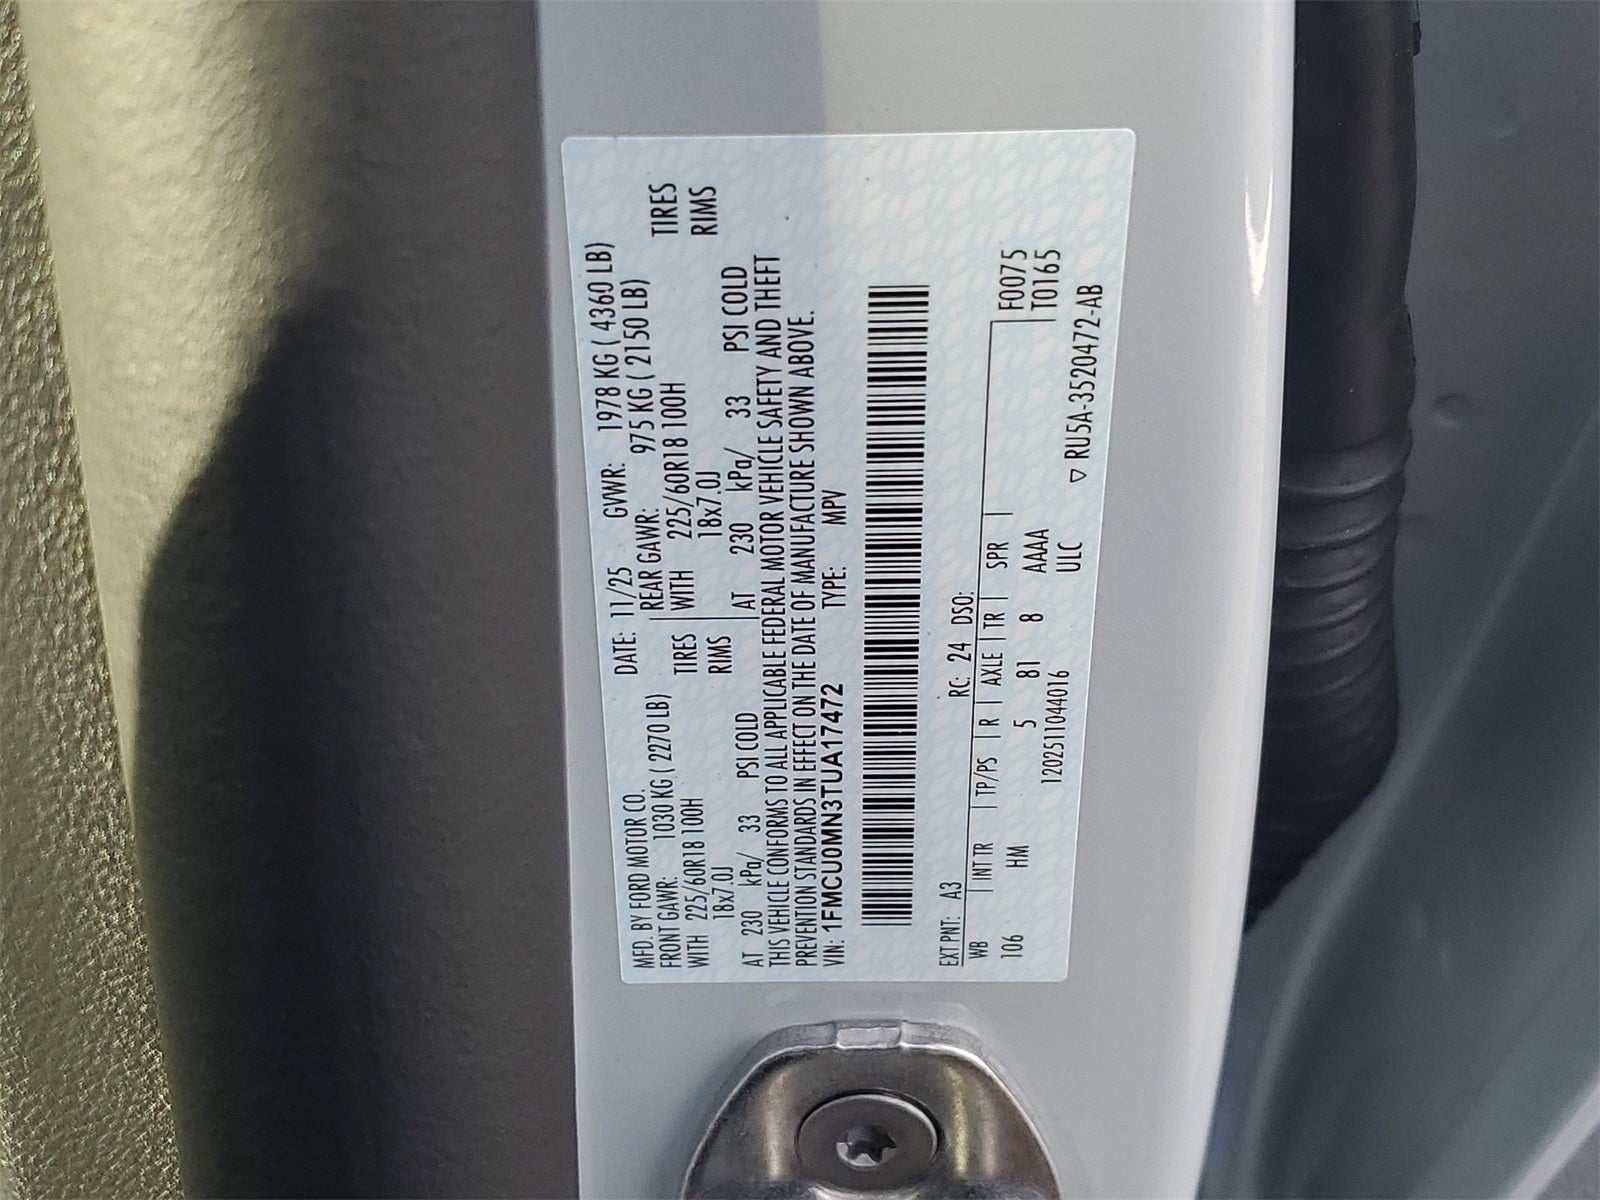 MFD. BY FORD MOTOR CO. DATE: 11/25 GVWR: 1978 KG ( 4360 LB)
FRONT GAWR: 1030 KG ( 2270 LB) REAR GAWR: 975 KG ( 2150 LB)
WITH 225/60R18 100H TIRES WITH 225/60R18 100H TIRES
18x7.0J RIMS 18x7.0J RIMS
AT 230 kPa/ 33 PSI COLD AT 230 kPa/ 33 PSI COLD
THIS VEHICLE CONFORMS TO ALL APPLICABLE FEDERAL MOTOR VEHICLE SAFETY AND THEFT
PREVENTION STANDARDS IN EFFECT ON THE DATE OF MANUFACTURE SHOWN ABOVE.
VIN: 1FMCU0MN3TUA17472 TYPE: MPV
EXT PNT: A3 RC: 24 DSO:
WB INT TR TP/PS R AXLE TR SPR F0075
106 HM 5 81 8 AAAA T0165
120251104401​6 ULC
▽ RU5A-3520472-AB